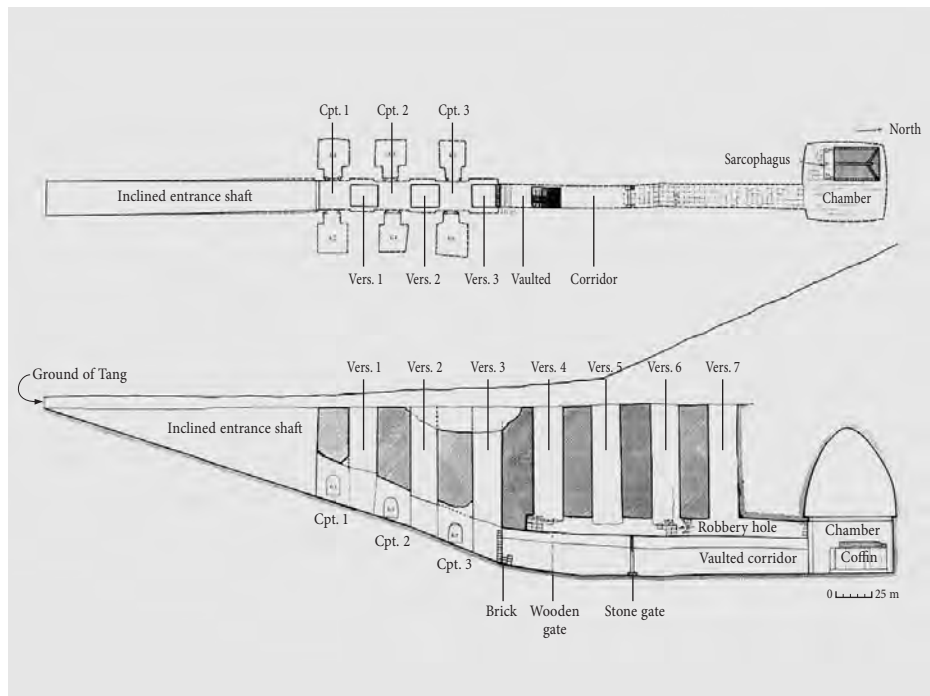 Cpt. 1
Cpt. 2
Cpt. 3
North
Sarcophagus
Inclined entrance shaft
Chamber
Vers. 1
Vers. 2
Vers. 3
Vaulted
Corridor
Ground of Tang
Vers. 1
Vers. 2
Vers. 3
Vers. 4
Vers. 5
Vers. 6
Vers. 7
Inclined entrance shaft
Cpt. 1
Cpt. 2
Cpt. 3
Robbery hole
Chamber
Vaulted corridor
Coffin
Brick
Wooden
gate
Stone gate
0 25 m